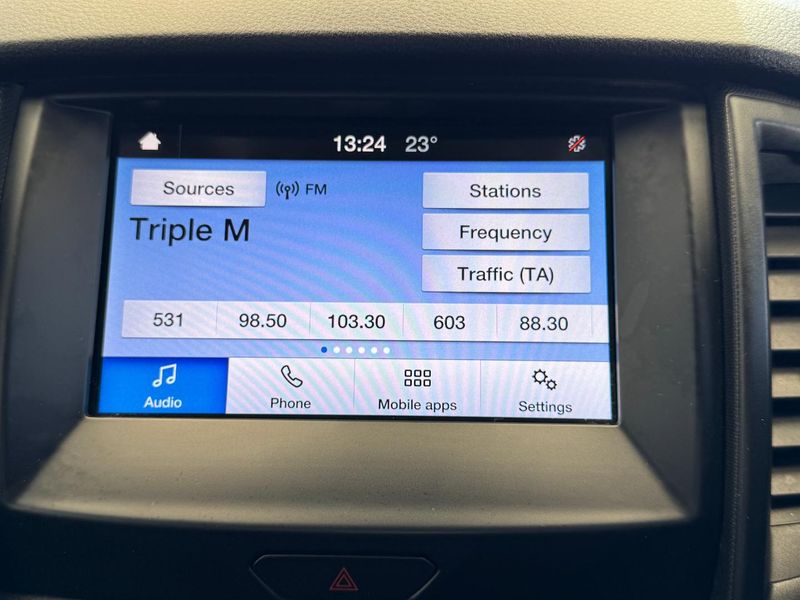 13:24 23°
Sources FM Stations
Triple M
Frequency
Traffic (TA)
531 98.50 103.30 603 88.30
Audio Phone Mobile apps Settings